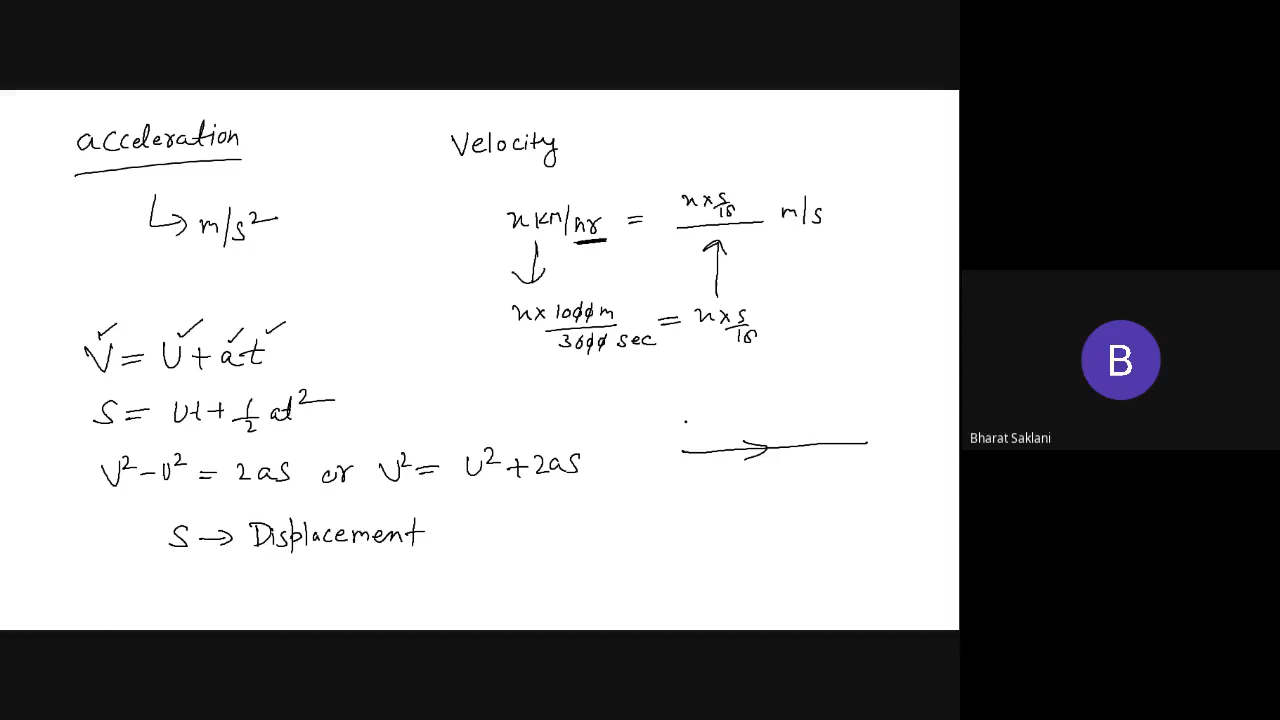 acceleration
Velocity
↳ m/s²
x km/hr = x × 5/18 m/s
↓ ↑
x × 1000 m / 3600 sec = x × 5/18
V = U + at
S = Ut + 1/2 at²
V² - U² = 2as or V² = U² + 2as
S → Displacement
B
Bharat Saklani